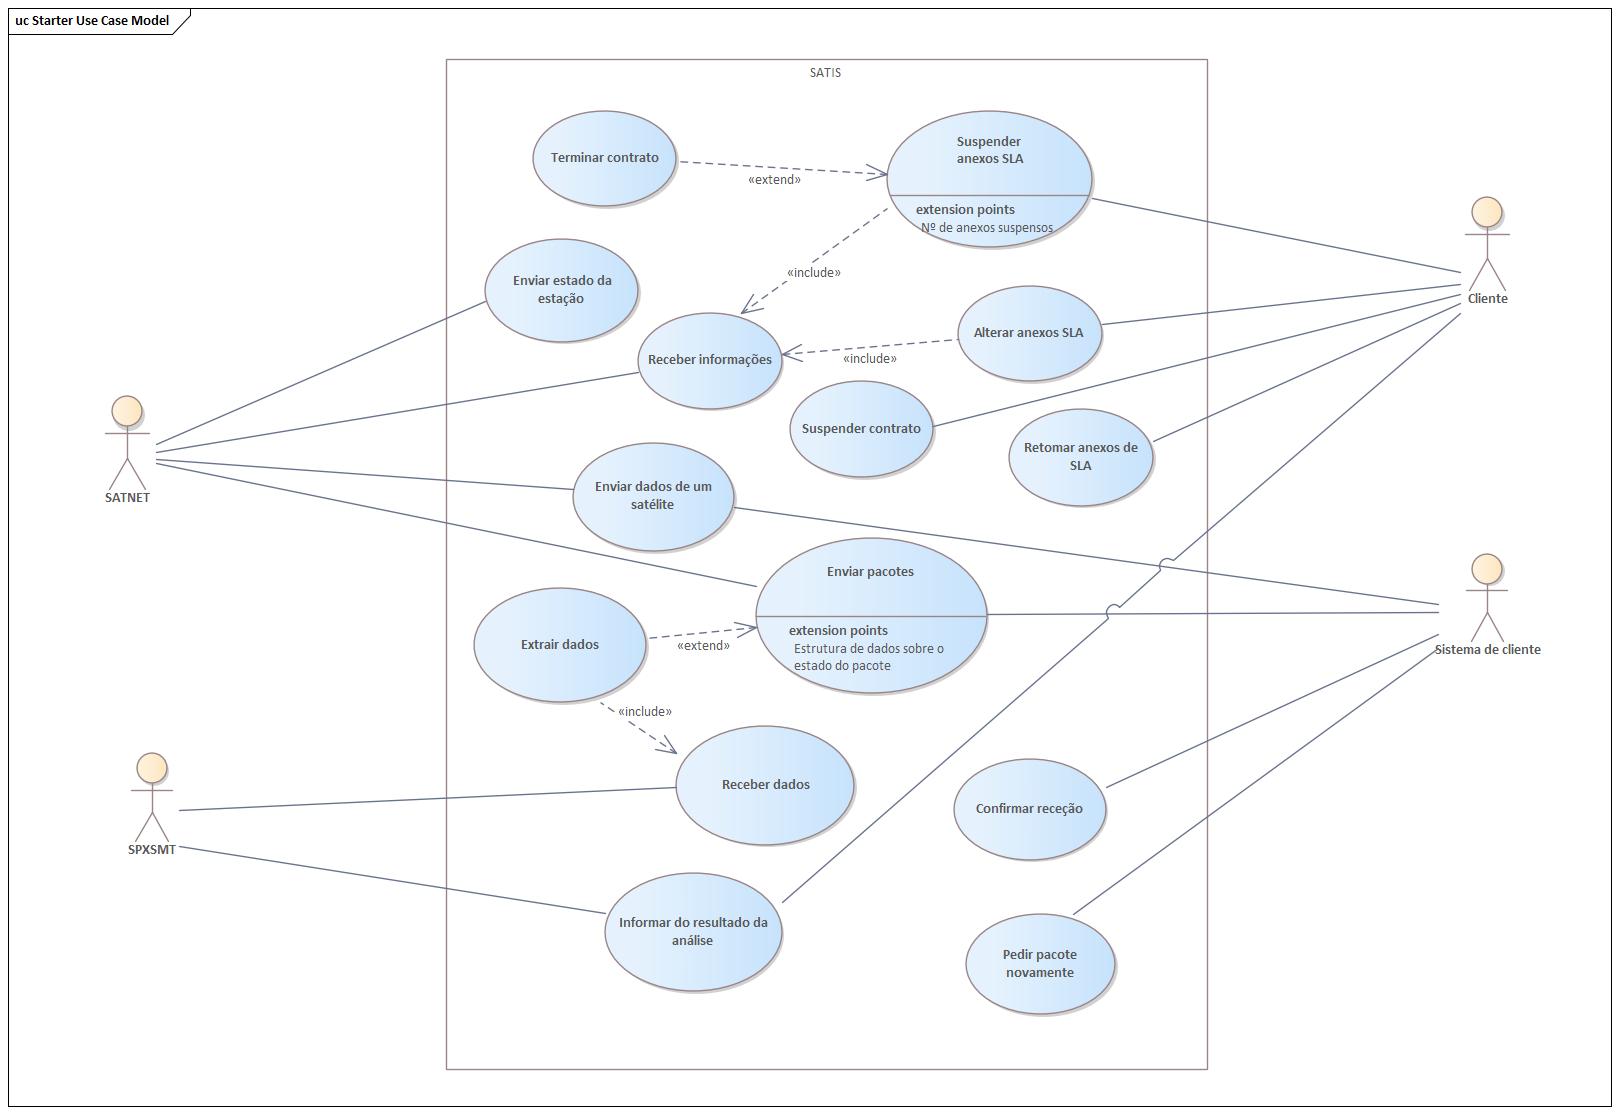 uc Starter Use Case Model
SATIS
Terminar contrato
«extend»
Suspender
anexos SLA
extension points
Nº de anexos suspensos
Enviar estado da
estação
«include»
Cliente
Receber informações
«include»
Alterar anexos SLA
Suspender contrato
Retomar anexos de
SLA
SATNET
Enviar dados de um
satélite
Enviar pacotes
extension points
Estrutura de dados sobre o
estado do pacote
Extrair dados
«extend»
Sistema de cliente
«include»
Receber dados
Confirmar receção
SPXSMT
Informar do resultado da
análise
Pedir pacote
novamente